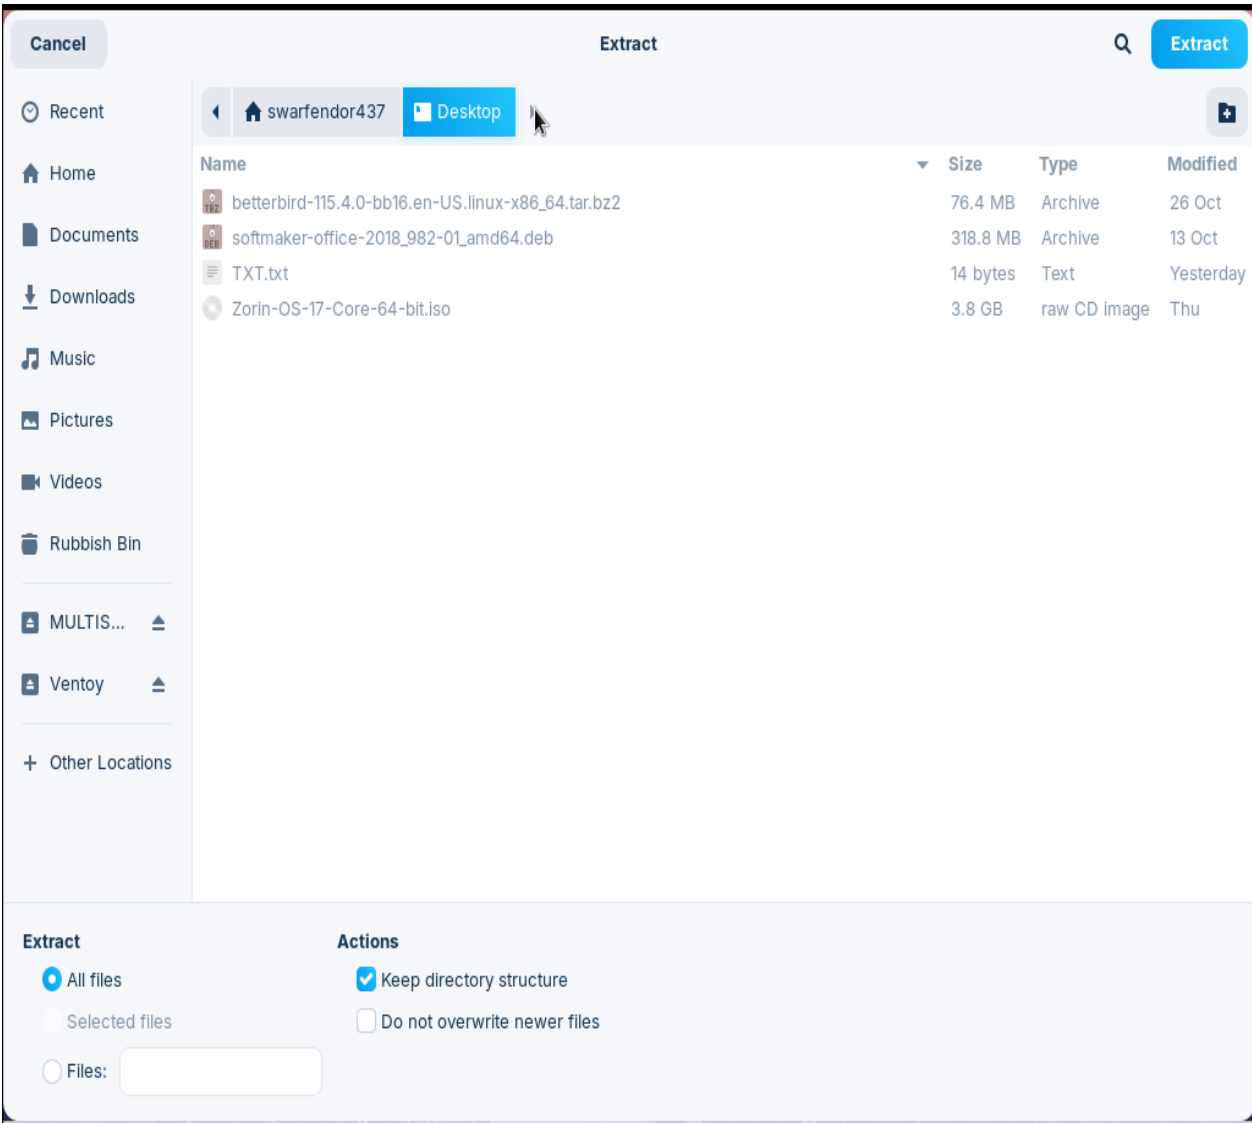 Cancel Extract Extract
Recent
Home
Documents
Downloads
Music
Pictures
Videos
Rubbish Bin
MULTIS...
Ventoy
Other Locations
swarfendor437 Desktop
Name Size Type Modified
betterbird-115.4.0-bb16.en-US.linux-x86_64.tar.bz2 76.4 MB Archive 26 Oct
softmaker-office-2018_982-01_amd64.deb 318.8 MB Archive 13 Oct
TXT.txt 14 bytes Text Yesterday
Zorin-OS-17-Core-64-bit.iso 3.8 GB raw CD image Thu
Extract
All files
Selected files
Files:
Actions
Keep directory structure
Do not overwrite newer files